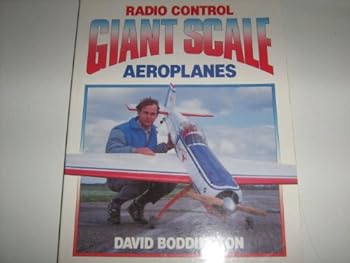 RADIO CONTROL
GIANT SCALE
AEROPLANES
DAVID BODDINGTON